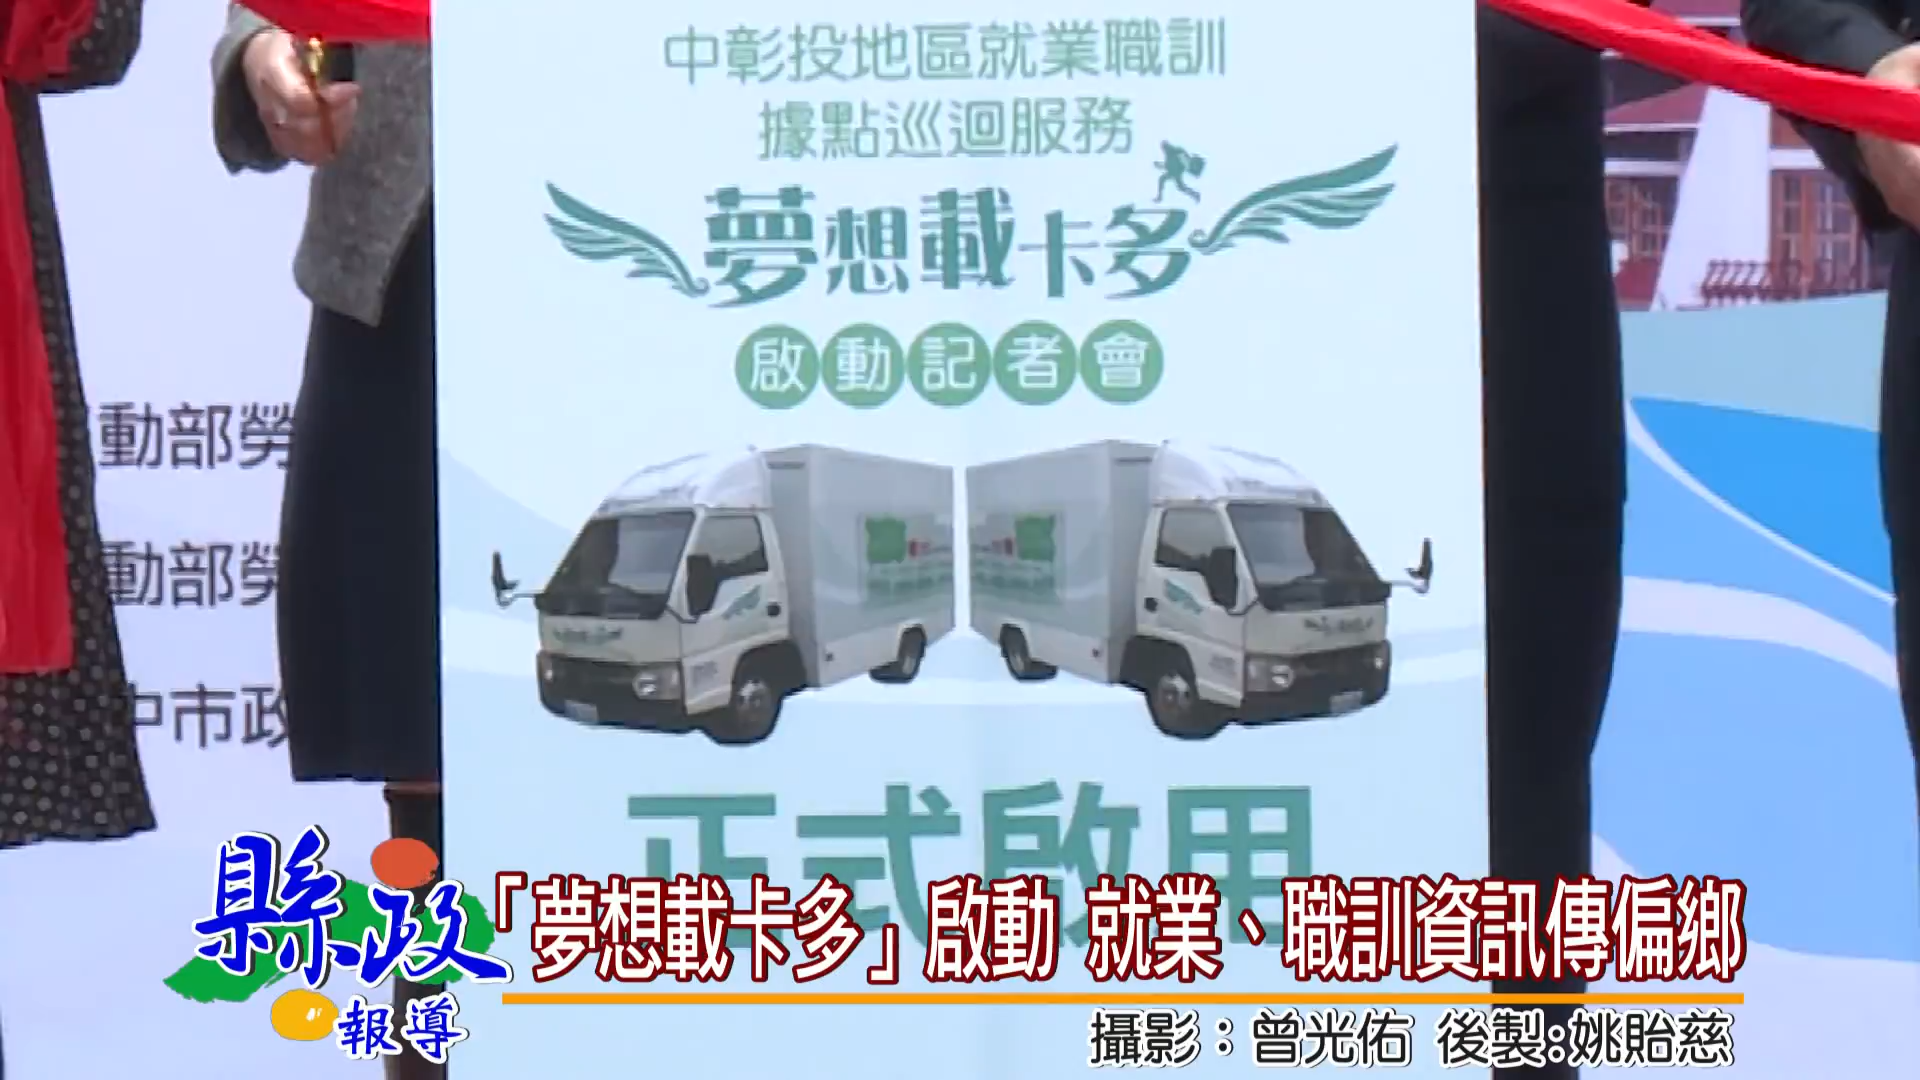 中彰投地區就業職訓
據點巡迴服務
夢想載卡多
啟動記者會
動部勞
動部勞
中市政
正式啟用
縣政
報導
「夢想載卡多」啟動 就業、職訓資訊傳偏鄉
攝影：曾光佑 後製:姚貽慈